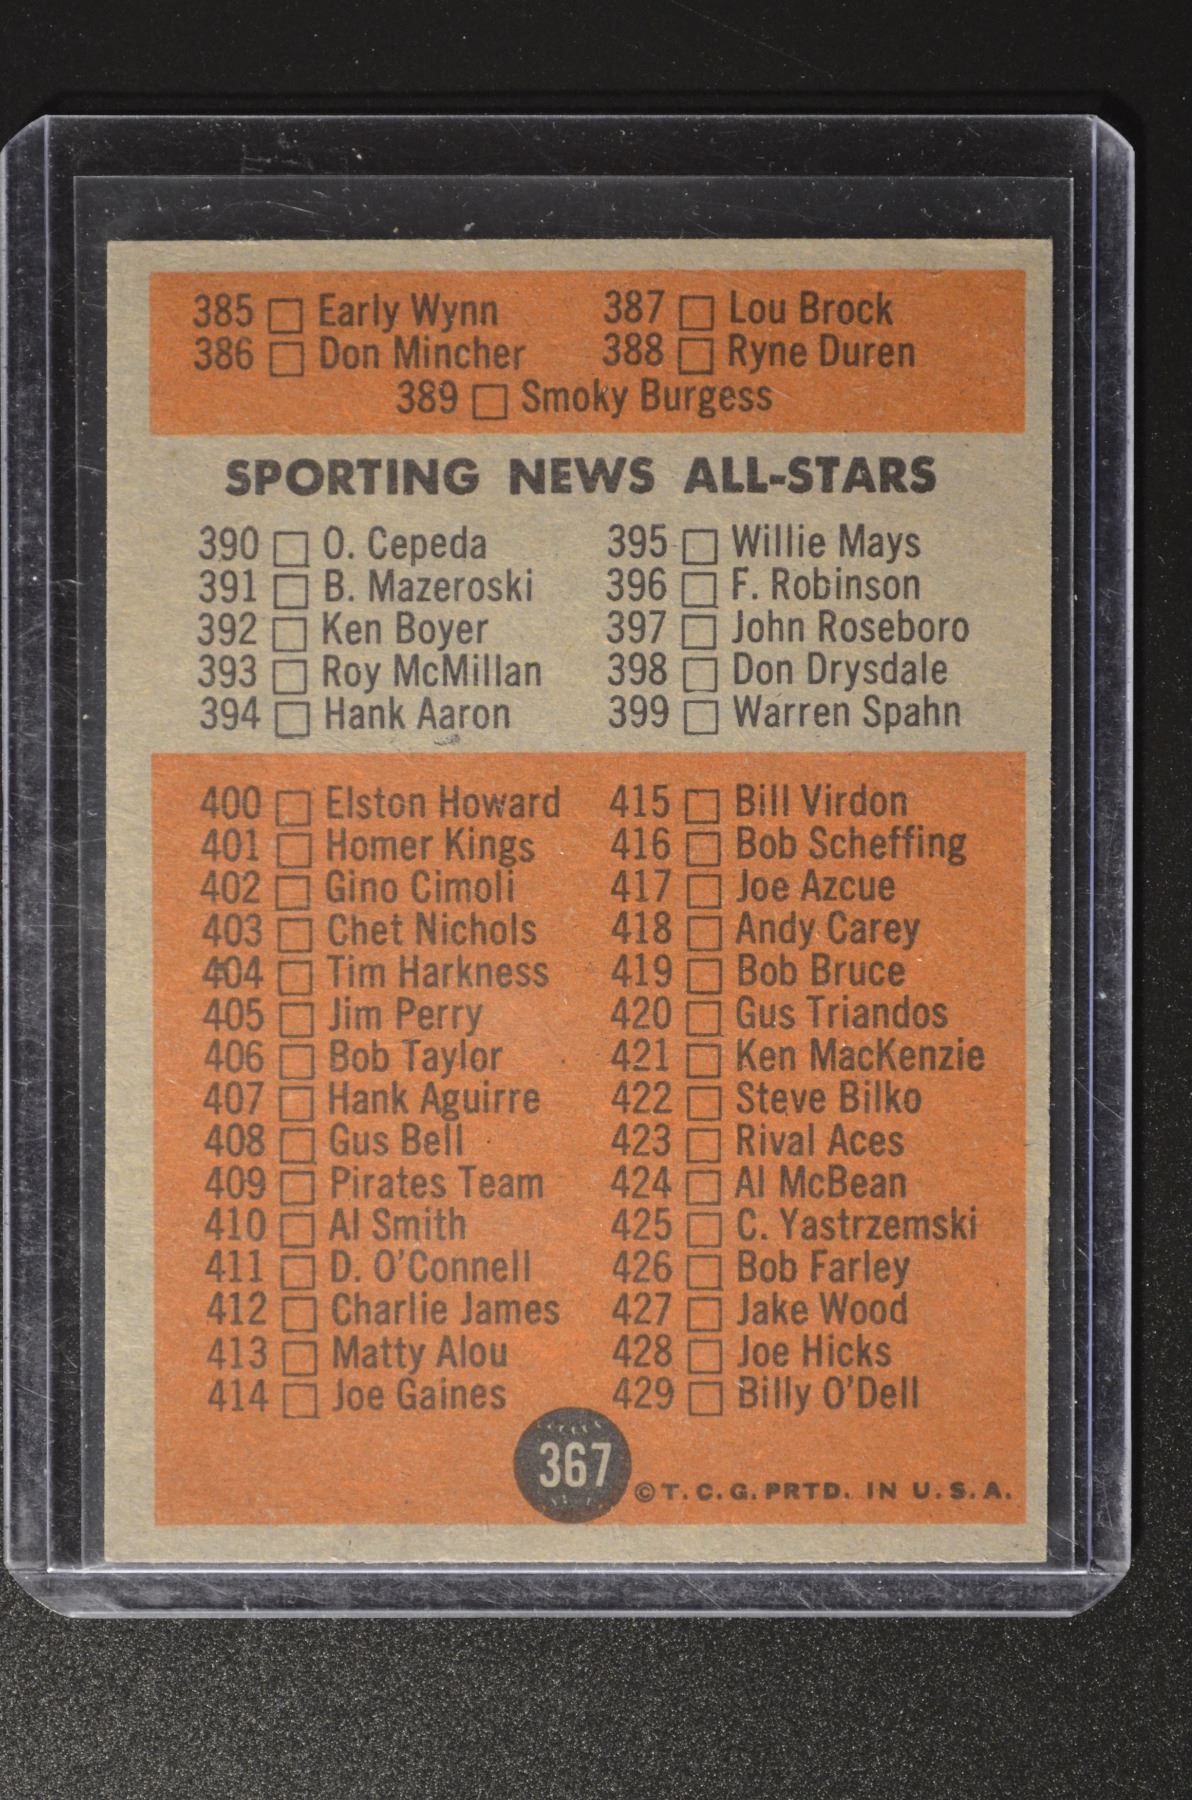 385 Early Wynn 387 Lou Brock
386 Don Mincher 388 Ryne Duren
389 Smoky Burgess
SPORTING NEWS ALL-STARS
390 O. Cepeda 395 Willie Mays
391 B. Mazeroski 396 F. Robinson
392 Ken Boyer 397 John Roseboro
393 Roy McMillan 398 Don Drysdale
394 Hank Aaron 399 Warren Spahn
400 Elston Howard 415 Bill Virdon
401 Homer Kings 416 Bob Scheffing
402 Gino Cimoli 417 Joe Azcue
403 Chet Nichols 418 Andy Carey
404 Tim Harkness 419 Bob Bruce
405 Jim Perry 420 Gus Triandos
406 Bob Taylor 421 Ken MacKenzie
407 Hank Aguirre 422 Steve Bilko
408 Gus Bell 423 Rival Aces
409 Pirates Team 424 Al McBean
410 Al Smith 425 C. Yastrzemski
411 D. O'Connell 426 Bob Farley
412 Charlie James 427 Jake Wood
413 Matty Alou 428 Joe Hicks
414 Joe Gaines 429 Billy O'Dell
367
©T.C.G. PRTD. IN U.S.A.